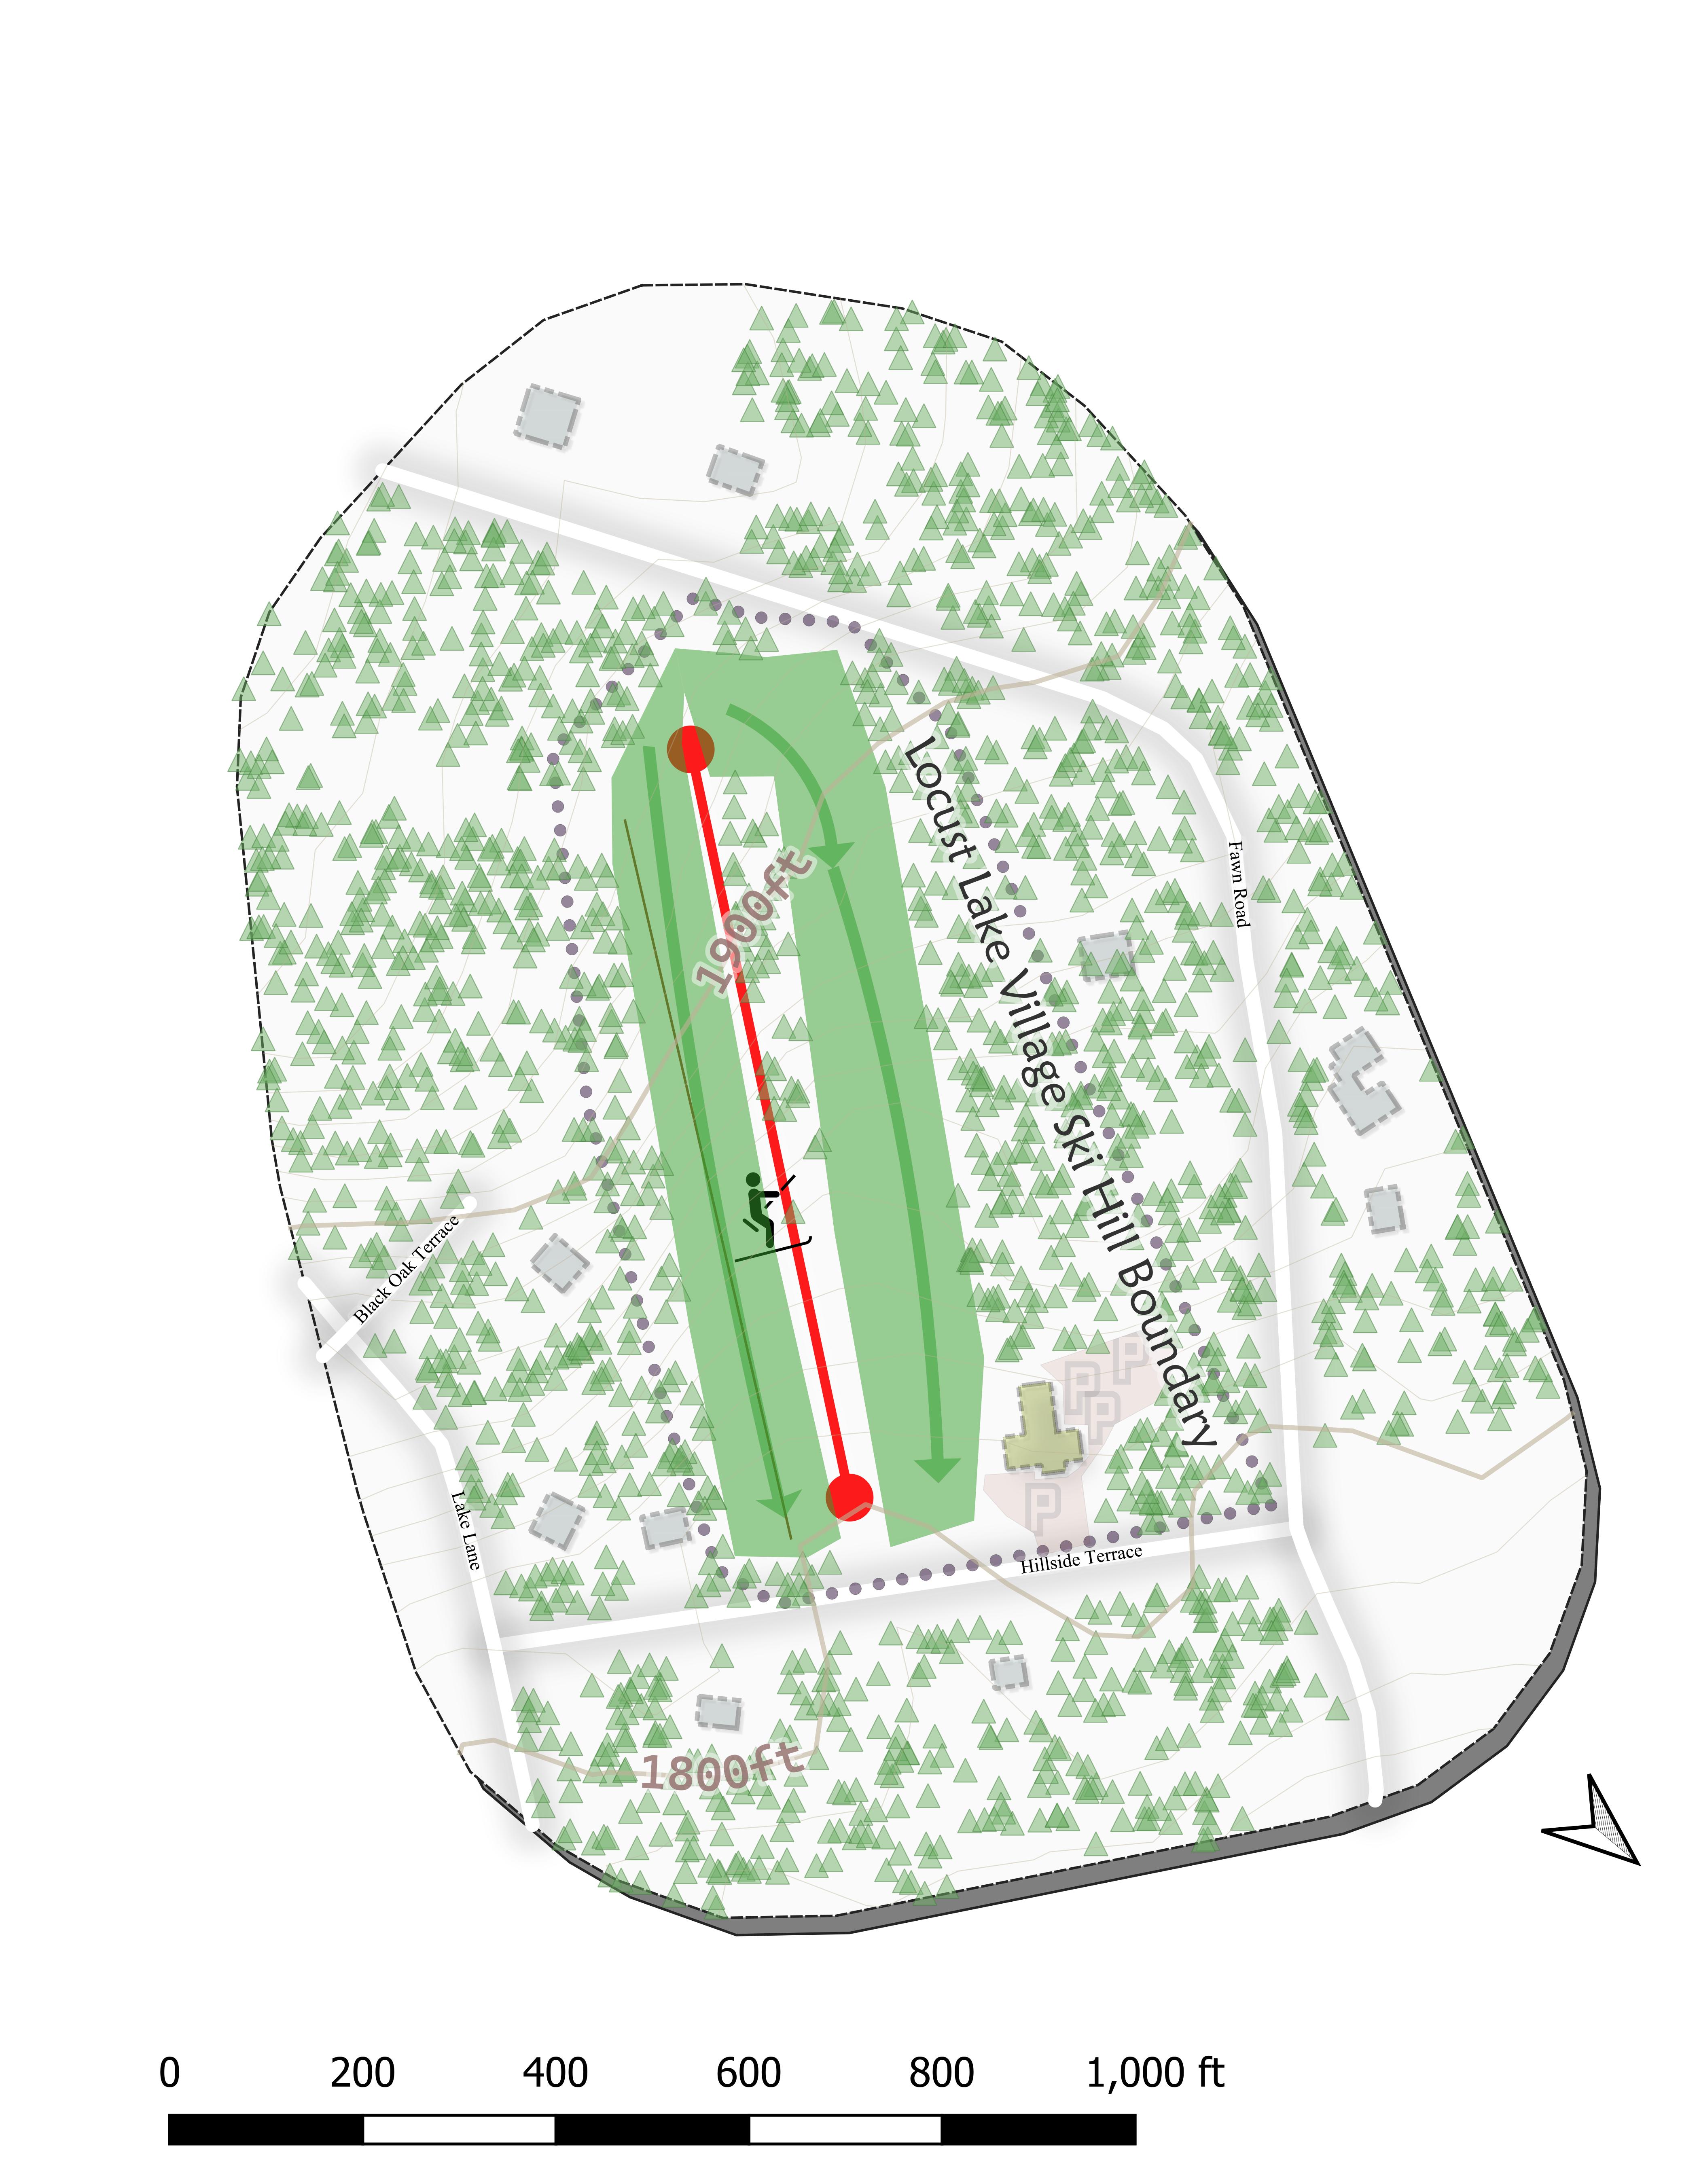 Locust Lake Village Ski Hill Boundary
Fawn Road
1900ft
Black Oak Terrace
P
P
P
Lake Lane
P
Hillside Terrace
1800ft
0 200 400 600 800 1,000 ft